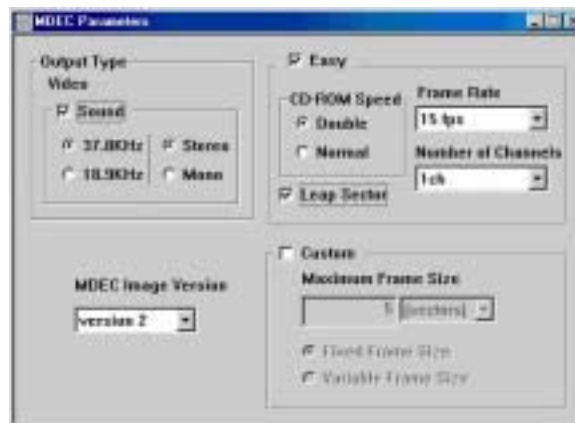 MDEC Parameters
Output Type
Video
Sound
37.8KHz
Stereo
18.9KHz
Mono
MDEC Image Version
version 2
Easy
CD-ROM Speed
Double
Normal
Leap Sector
Frame Rate
15 fps
Number of Channels
1ch
Custom
Maximum Frame Size
5
(sectors)
Fixed Frame Size
Variable Frame Size